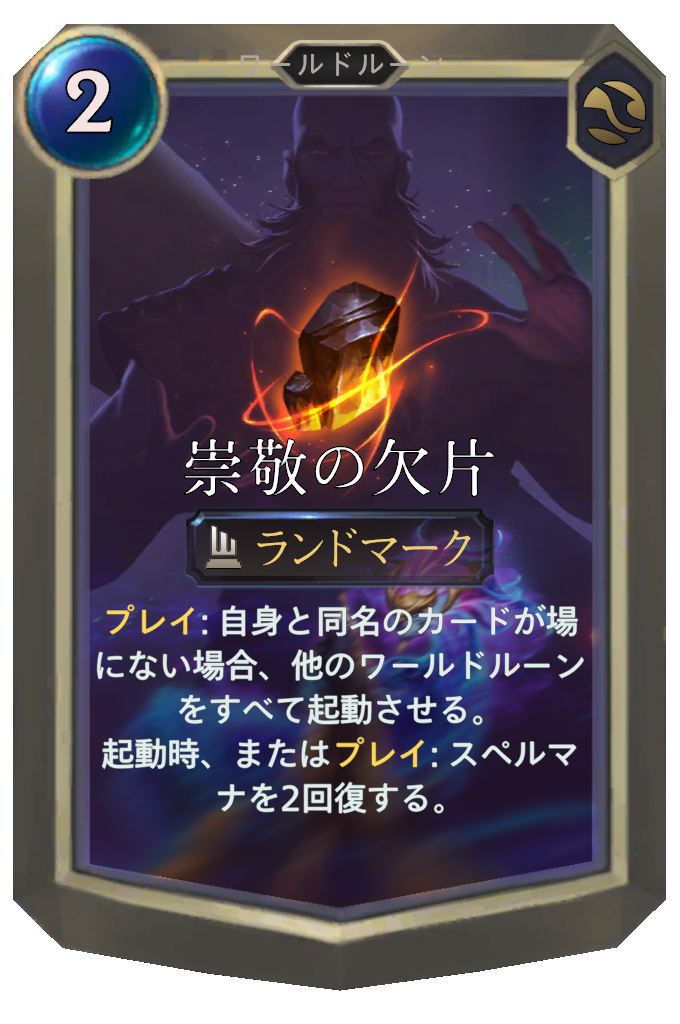 ワールドルーン
2
崇敬の欠片
ランドマーク
プレイ: 自身と同名のカードが場
にない場合、他のワールドルーン
をすべて起動させる。
起動時、またはプレイ: スペルマ
ナを2回復する。